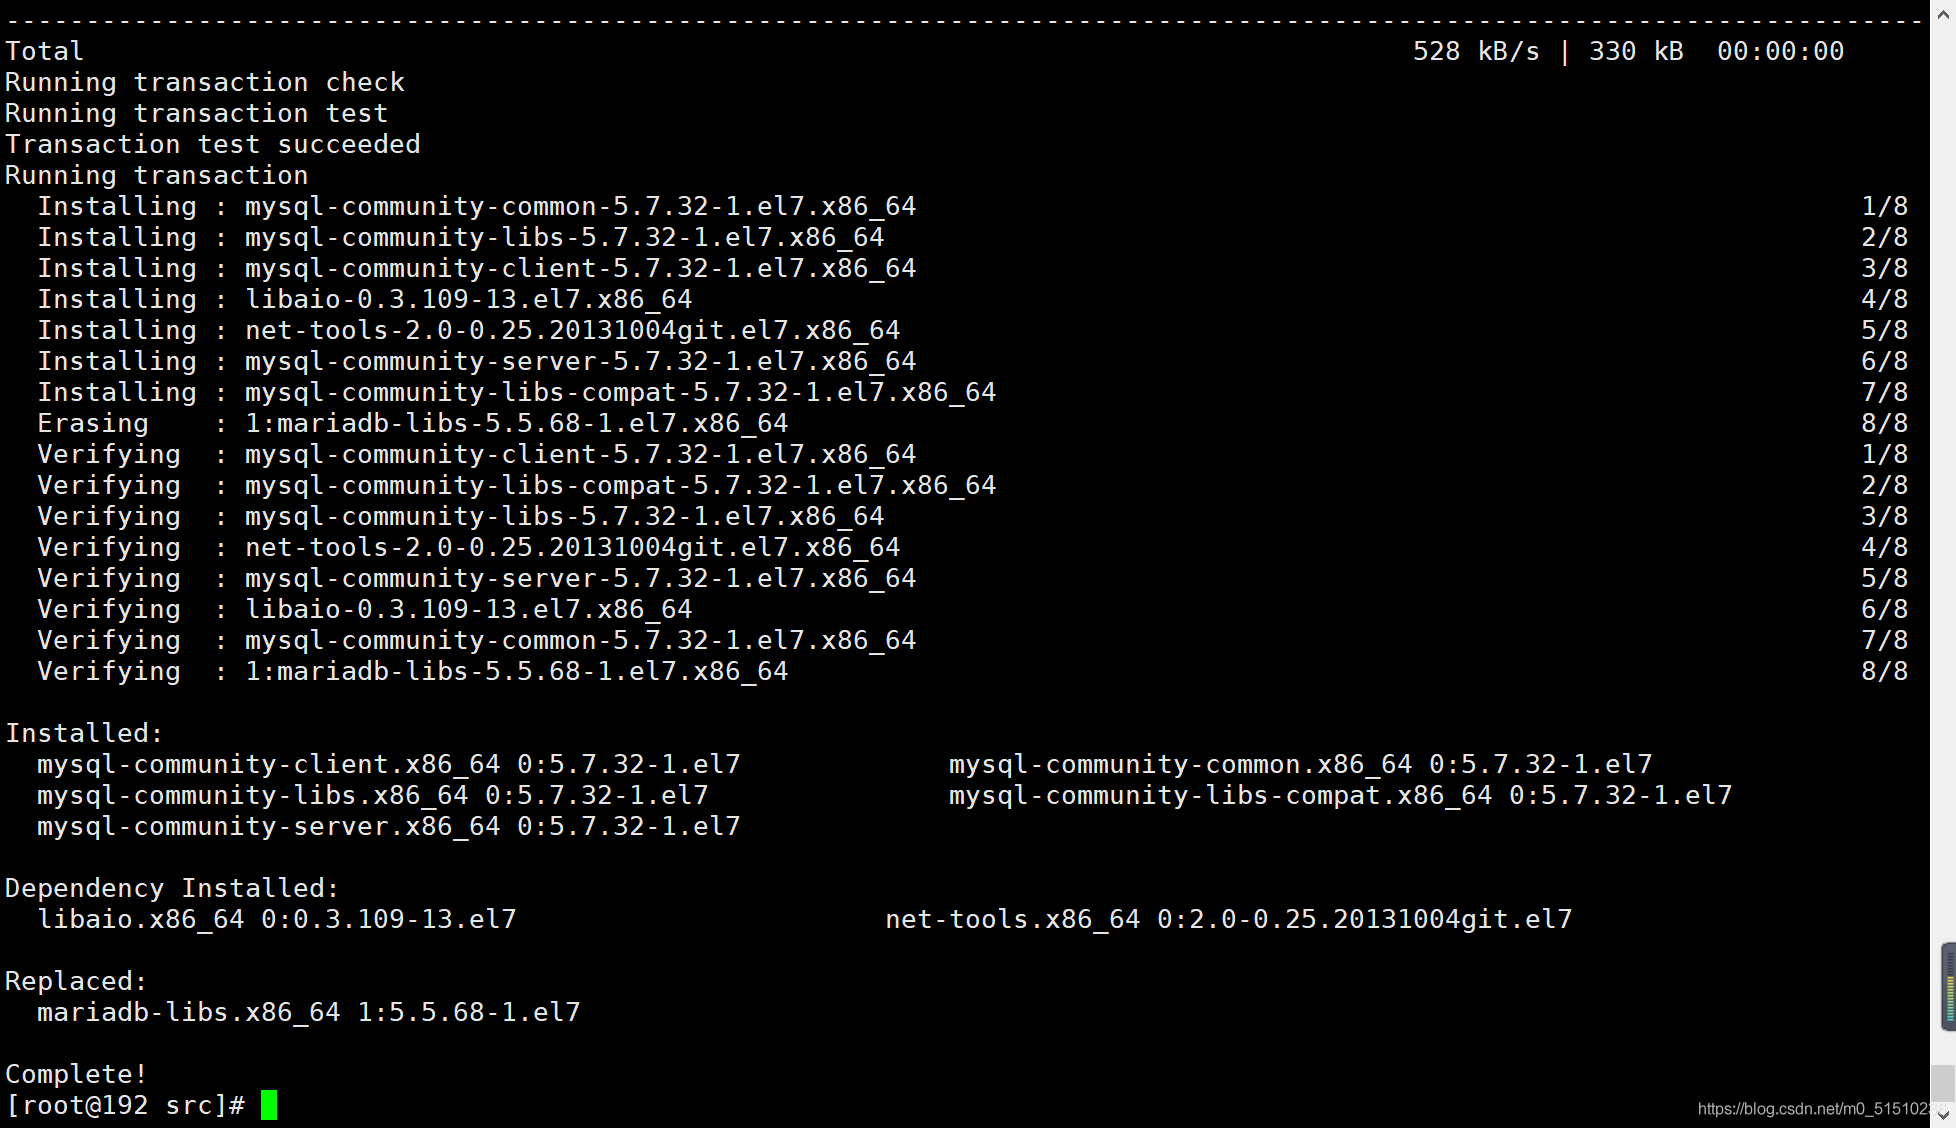 Total 528 kB/s | 330 kB 00:00:00
Running transaction check
Running transaction test
Transaction test succeeded
Running transaction
Installing : mysql-community-common-5.7.32-1.el7.x86_64 1/8
Installing : mysql-community-libs-5.7.32-1.el7.x86_64 2/8
Installing : mysql-community-client-5.7.32-1.el7.x86_64 3/8
Installing : libaio-0.3.109-13.el7.x86_64 4/8
Installing : net-tools-2.0-0.25.20131004git.el7.x86_64 5/8
Installing : mysql-community-server-5.7.32-1.el7.x86_64 6/8
Installing : mysql-community-libs-compat-5.7.32-1.el7.x86_64 7/8
Erasing : 1:mariadb-libs-5.5.68-1.el7.x86_64 8/8
Verifying : mysql-community-client-5.7.32-1.el7.x86_64 1/8
Verifying : mysql-community-libs-compat-5.7.32-1.el7.x86_64 2/8
Verifying : mysql-community-libs-5.7.32-1.el7.x86_64 3/8
Verifying : net-tools-2.0-0.25.20131004git.el7.x86_64 4/8
Verifying : mysql-community-server-5.7.32-1.el7.x86_64 5/8
Verifying : libaio-0.3.109-13.el7.x86_64 6/8
Verifying : mysql-community-common-5.7.32-1.el7.x86_64 7/8
Verifying : 1:mariadb-libs-5.5.68-1.el7.x86_64 8/8
Installed:
mysql-community-client.x86_64 0:5.7.32-1.el7 mysql-community-common.x86_64 0:5.7.32-1.el7
mysql-community-libs.x86_64 0:5.7.32-1.el7 mysql-community-libs-compat.x86_64 0:5.7.32-1.el7
mysql-community-server.x86_64 0:5.7.32-1.el7
Dependency Installed:
libaio.x86_64 0:0.3.109-13.el7 net-tools.x86_64 0:2.0-0.25.20131004git.el7
Replaced:
mariadb-libs.x86_64 1:5.5.68-1.el7
Complete!
[root@192 src]#